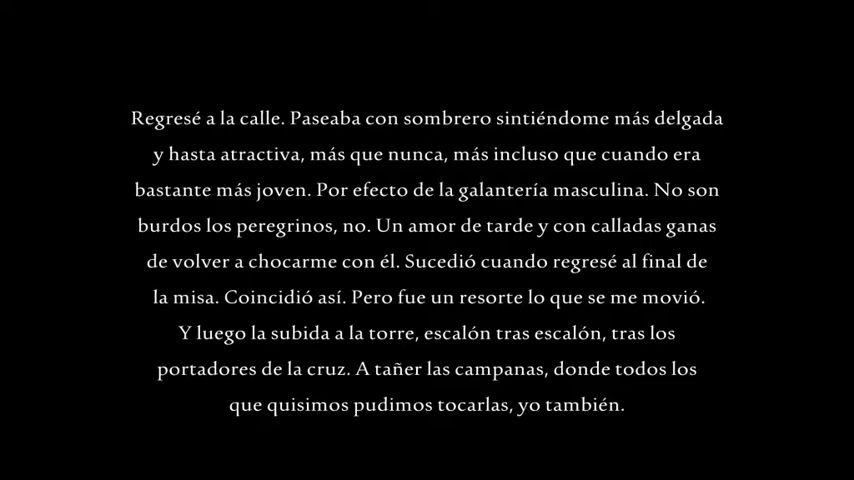 Regresé a la calle. Paseaba con sombrero sintiéndome más delgada
y hasta atractiva, más que nunca, más incluso que cuando era
bastante más joven. Por efecto de la galantería masculina. No son
burdos los peregrinos, no. Un amor de tarde y con calladas ganas
de volver a chocarme con él. Sucedió cuando regresé al final de
la misa. Coincidió así. Pero fue un resorte lo que se me movió.
Y luego la subida a la torre, escalón tras escalón, tras los
portadores de la cruz. A tañer las campanas, donde todos los
que quisimos pudimos tocarlas, yo también.